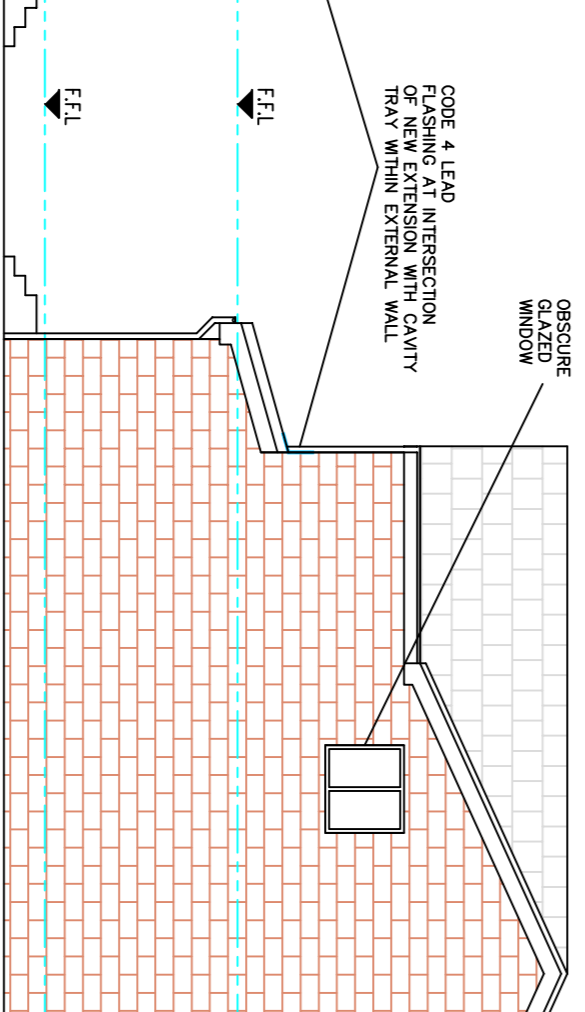 OBSCURE
GLAZED
WINDOW
CODE 4 LEAD
FLASHING AT INTERSECTION
OF NEW EXTENSION WITH CAVITY
TRAY WITHIN EXTERNAL WALL
F.F.L
F.F.L